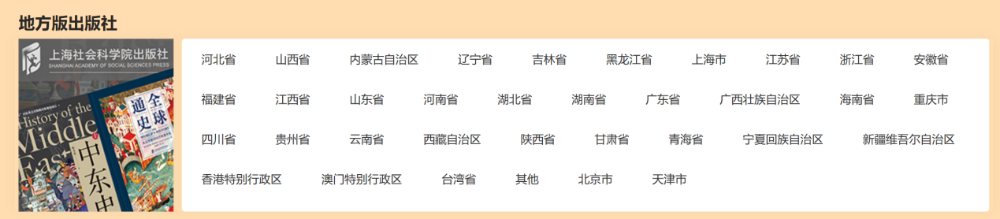 地方版出版社
上海社会科学院出版社
SHANGHAI ACADEMY OF SOCIAL SCIENCES PRESS
History of the
Middle
East
中东史
全球
通史
河北省 山西省 内蒙古自治区 辽宁省 吉林省 黑龙江省 上海市 江苏省 浙江省 安徽省
福建省 江西省 山东省 河南省 湖北省 湖南省 广东省 广西壮族自治区 海南省 重庆市
四川省 贵州省 云南省 西藏自治区 陕西省 甘肃省 青海省 宁夏回族自治区 新疆维吾尔自治区
香港特别行政区 澳门特别行政区 台湾省 其他 北京市 天津市